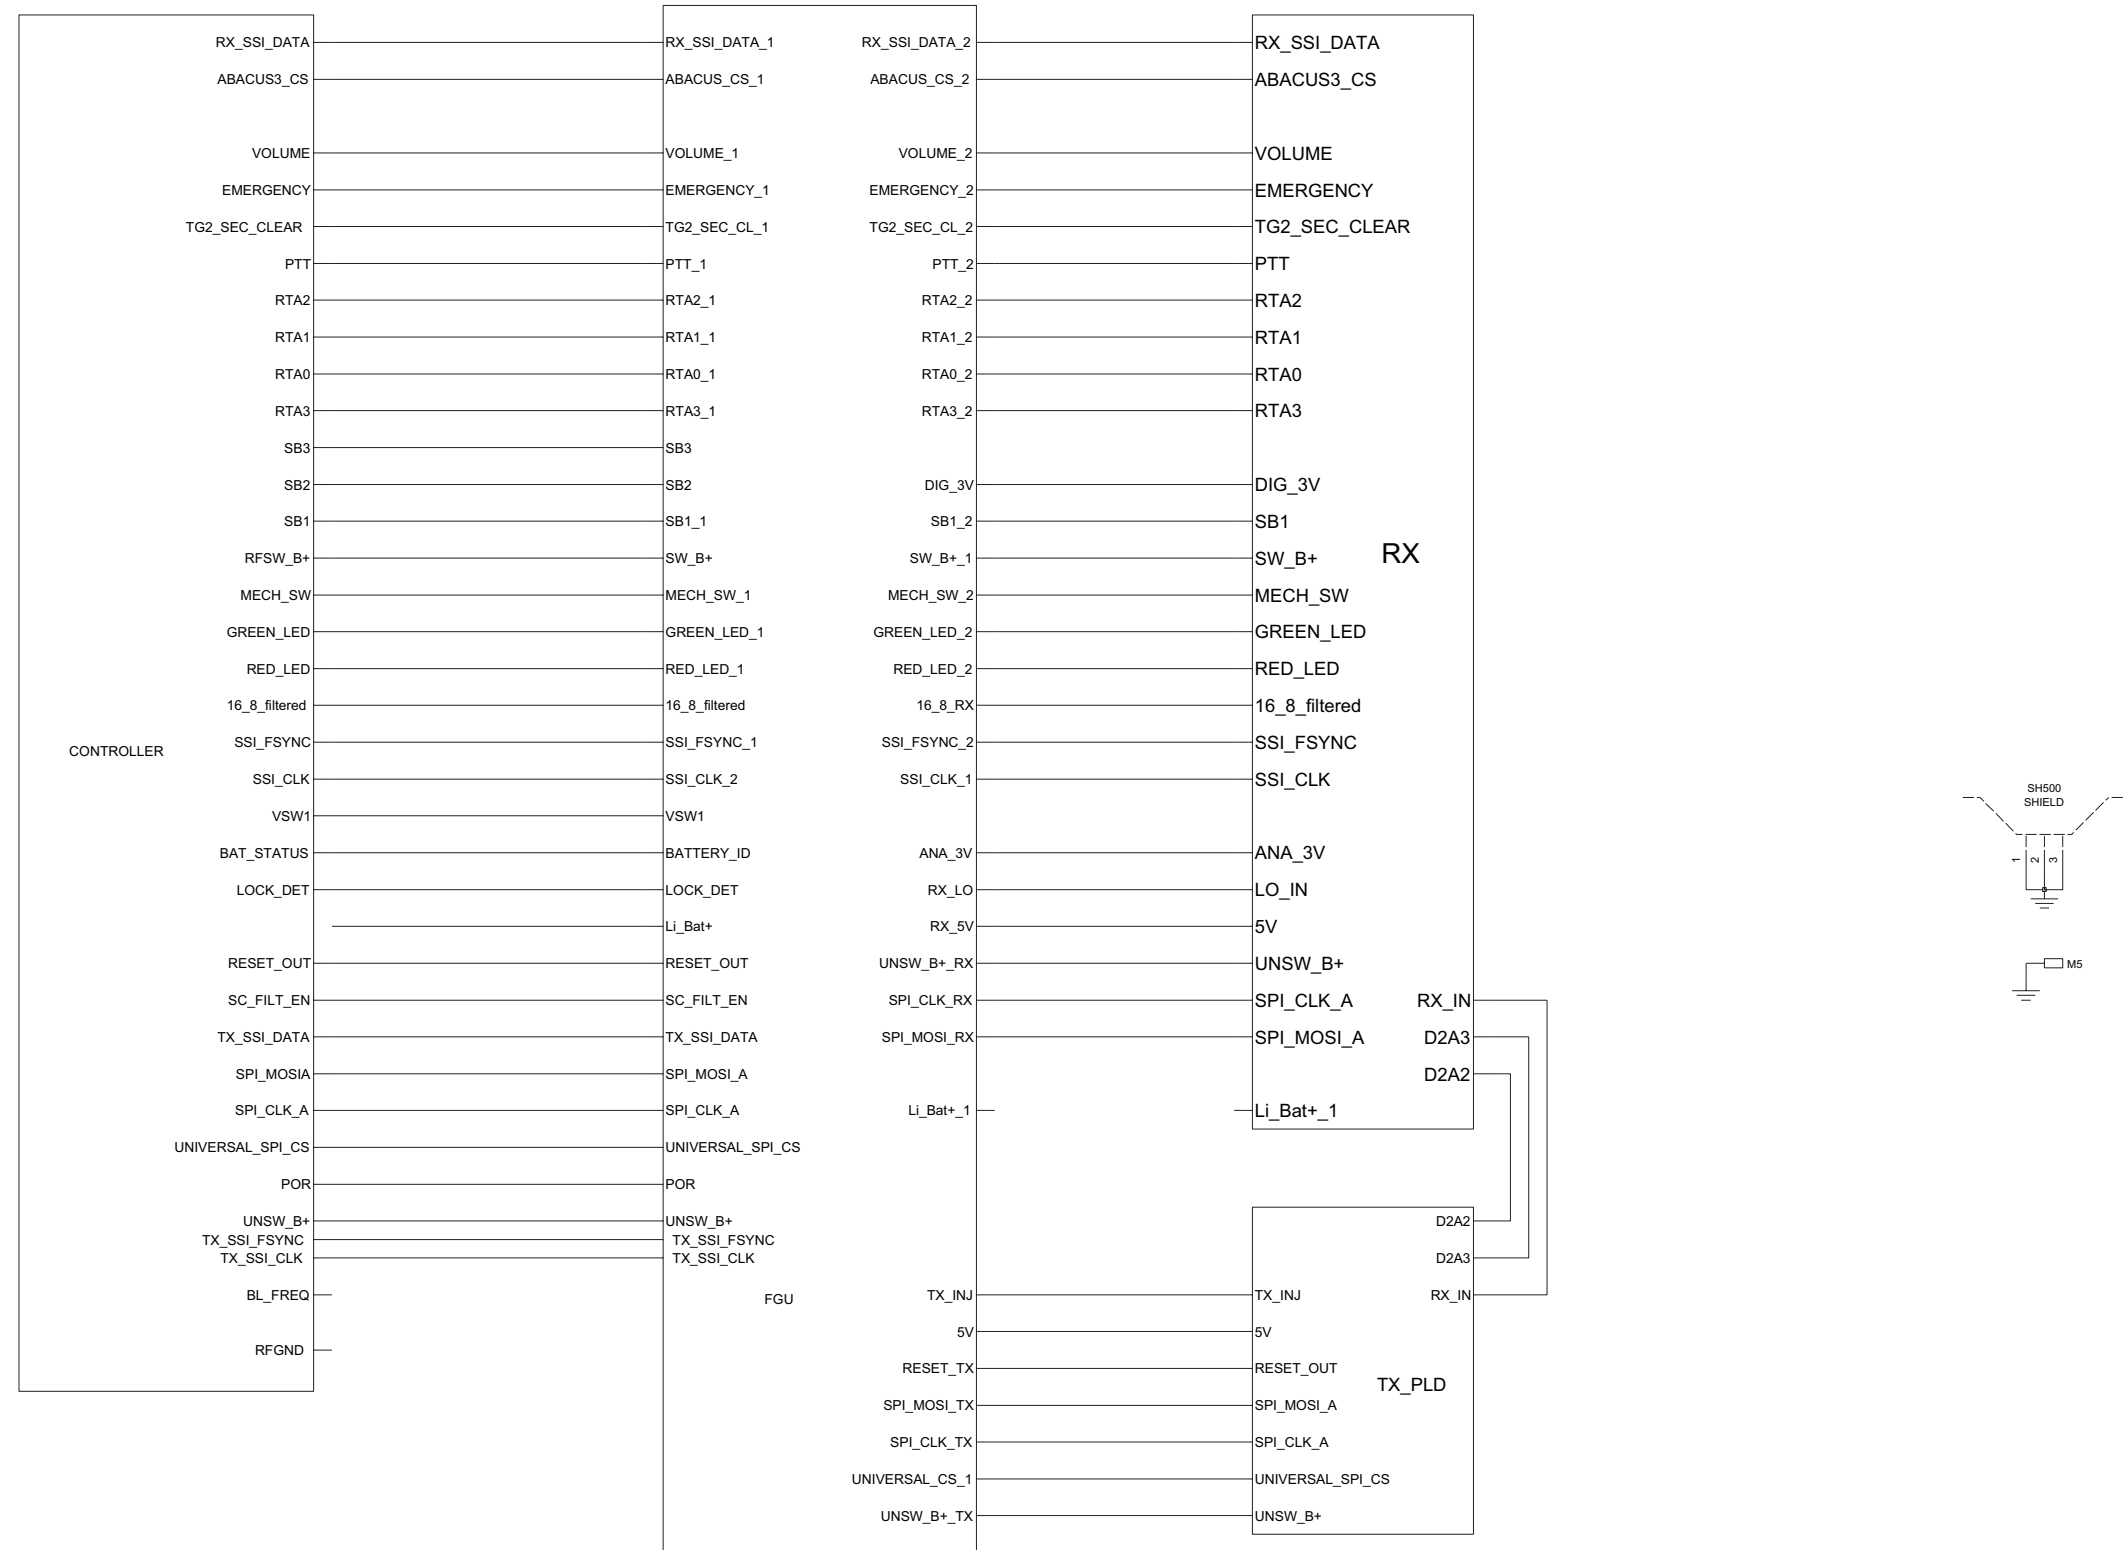 RX_SSI_DATA RX_SSI_DATA_1 RX_SSI_DATA_2 RX_SSI_DATA
ABACUS3_CS ABACUS_CS_1 ABACUS_CS_2 ABACUS3_CS
VOLUME VOLUME_1 VOLUME_2 VOLUME
EMERGENCY EMERGENCY_1 EMERGENCY_2 EMERGENCY
TG2_SEC_CLEAR TG2_SEC_CL_1 TG2_SEC_CL_2 TG2_SEC_CLEAR
PTT PTT_1 PTT_2 PTT
RTA2 RTA2_1 RTA2_2 RTA2
RTA1 RTA1_1 RTA1_2 RTA1
RTA0 RTA0_1 RTA0_2 RTA0
RTA3 RTA3_1 RTA3_2 RTA3
SB3 SB3
SB2 SB2 DIG_3V DIG_3V
SB1 SB1_1 SB1_2 SB1
RX
RFSW_B+ SW_B+ SW_B+_1 SW_B+
MECH_SW MECH_SW_1 MECH_SW_2 MECH_SW
GREEN_LED GREEN_LED_1 GREEN_LED_2 GREEN_LED
RED_LED RED_LED_1 RED_LED_2 RED_LED
16_8_filtered 16_8_filtered 16_8_RX 16_8_filtered
SSI_FSYNC SSI_FSYNC_1 SSI_FSYNC_2 SSI_FSYNC
CONTROLLER
SSI_CLK SSI_CLK_2 SSI_CLK_1 SSI_CLK
SH500
SHIELD
VSW1 VSW1
BAT_STATUS BATTERY_ID ANA_3V ANA_3V
1 2 3
LOCK_DET LOCK_DET RX_LO LO_IN
Li_Bat+ RX_5V 5V
RESET_OUT RESET_OUT UNSW_B+_RX UNSW_B+ M5
SC_FILT_EN SC_FILT_EN SPI_CLK_RX SPI_CLK_A RX_IN
TX_SSI_DATA TX_SSI_DATA SPI_MOSI_RX SPI_MOSI_A D2A3
SPI_MOSIA SPI_MOSI_A D2A2
SPI_CLK_A SPI_CLK_A Li_Bat+_1 Li_Bat+_1
UNIVERSAL_SPI_CS UNIVERSAL_SPI_CS
POR POR
UNSW_B+ UNSW_B+ D2A2
TX_SSI_FSYNC TX_SSI_FSYNC
TX_SSI_CLK TX_SSI_CLK D2A3
BL_FREQ FGU TX_INJ TX_INJ RX_IN
5V 5V
RFGND
RESET_TX RESET_OUT
TX_PLD
SPI_MOSI_TX SPI_MOSI_A
SPI_CLK_TX SPI_CLK_A
UNIVERSAL_CS_1 UNIVERSAL_SPI_CS
UNSW_B+_TX UNSW_B+